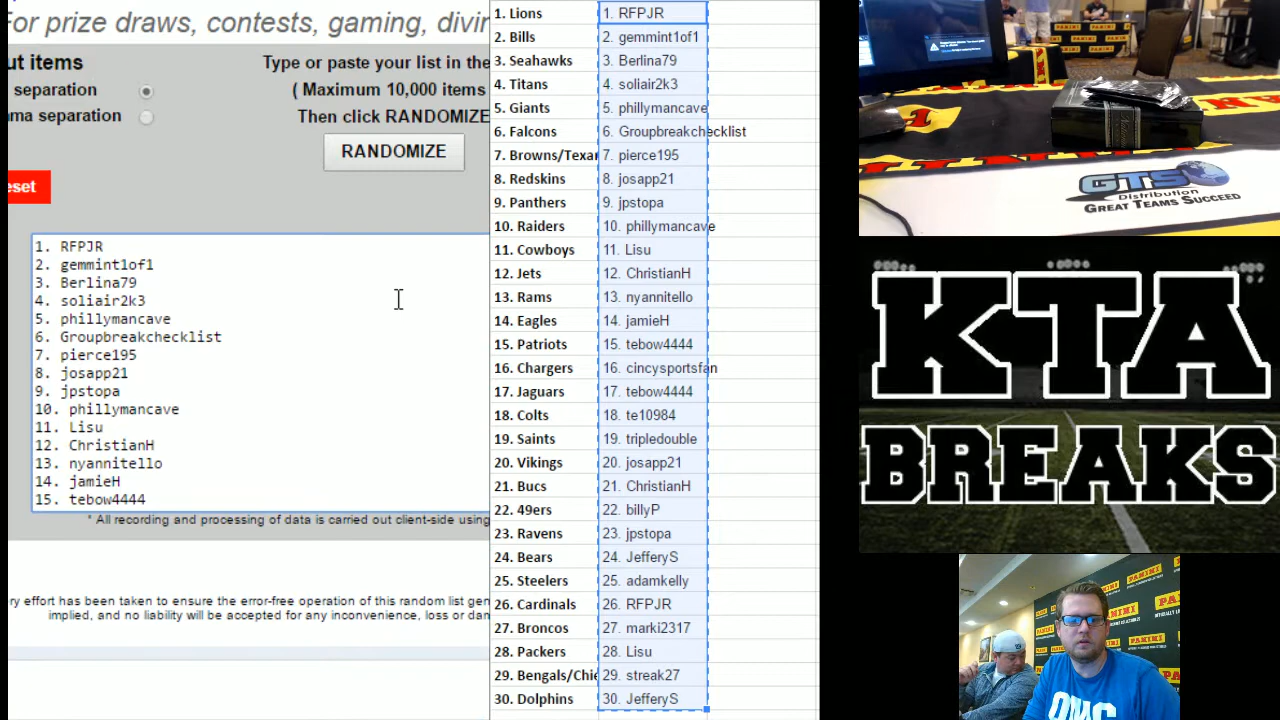 For prize draws, contests, gaming, divin
ut items
separation
ma separation
Type or paste your list in the
( Maximum 10,000 items
Then click RANDOMIZE
RANDOMIZE
eset
1. RFPJR
2. gemmint1of1
3. Berlina79
4. soliair2k3
5. phillymancave
6. Groupbreakchecklist
7. pierce195
8. josapp21
9. jpstopa
10. phillymancave
11. Lisu
12. ChristianH
13. nyannitello
14. jamieH
15. tebow4444
* All recording and processing of data is carried out client-side using
ry effort has been taken to ensure the error-free operation of this random list gen
implied, and no liability will be accepted for any inconvenience, loss or dan
1. Lions 1. RFPJR
2. Bills 2. gemmint1of1
3. Seahawks 3. Berlina79
4. Titans 4. soliair2k3
5. Giants 5. phillymancave
6. Falcons 6. Groupbreakchecklist
7. Browns/Texan 7. pierce195
8. Redskins 8. josapp21
9. Panthers 9. jpstopa
10. Raiders 10. phillymancave
11. Cowboys 11. Lisu
12. Jets 12. ChristianH
13. Rams 13. nyannitello
14. Eagles 14. jamieH
15. Patriots 15. tebow4444
16. Chargers 16. cincysportsfan
17. Jaguars 17. tebow4444
18. Colts 18. te10984
19. Saints 19. tripledouble
20. Vikings 20. josapp21
21. Bucs 21. ChristianH
22. 49ers 22. billyP
23. Ravens 23. jpstopa
24. Bears 24. JefferyS
25. Steelers 25. adamkelly
26. Cardinals 26. RFPJR
27. Broncos 27. marki2317
28. Packers 28. Lisu
29. Bengals/Chie 29. streak27
30. Dolphins 30. JefferyS
GTS
Distribution
GREAT TEAMS SUCCEED
KTA
BREAKS
PANINI
PANINI
PANINI
PANINI